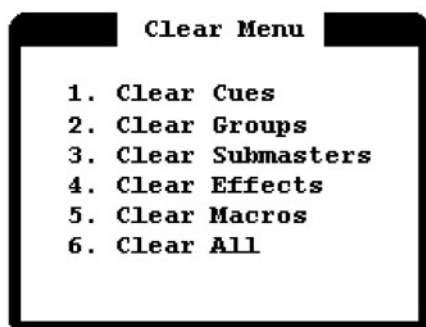 Clear Menu
1. Clear Cues
2. Clear Groups
3. Clear Submasters
4. Clear Effects
5. Clear Macros
6. Clear All